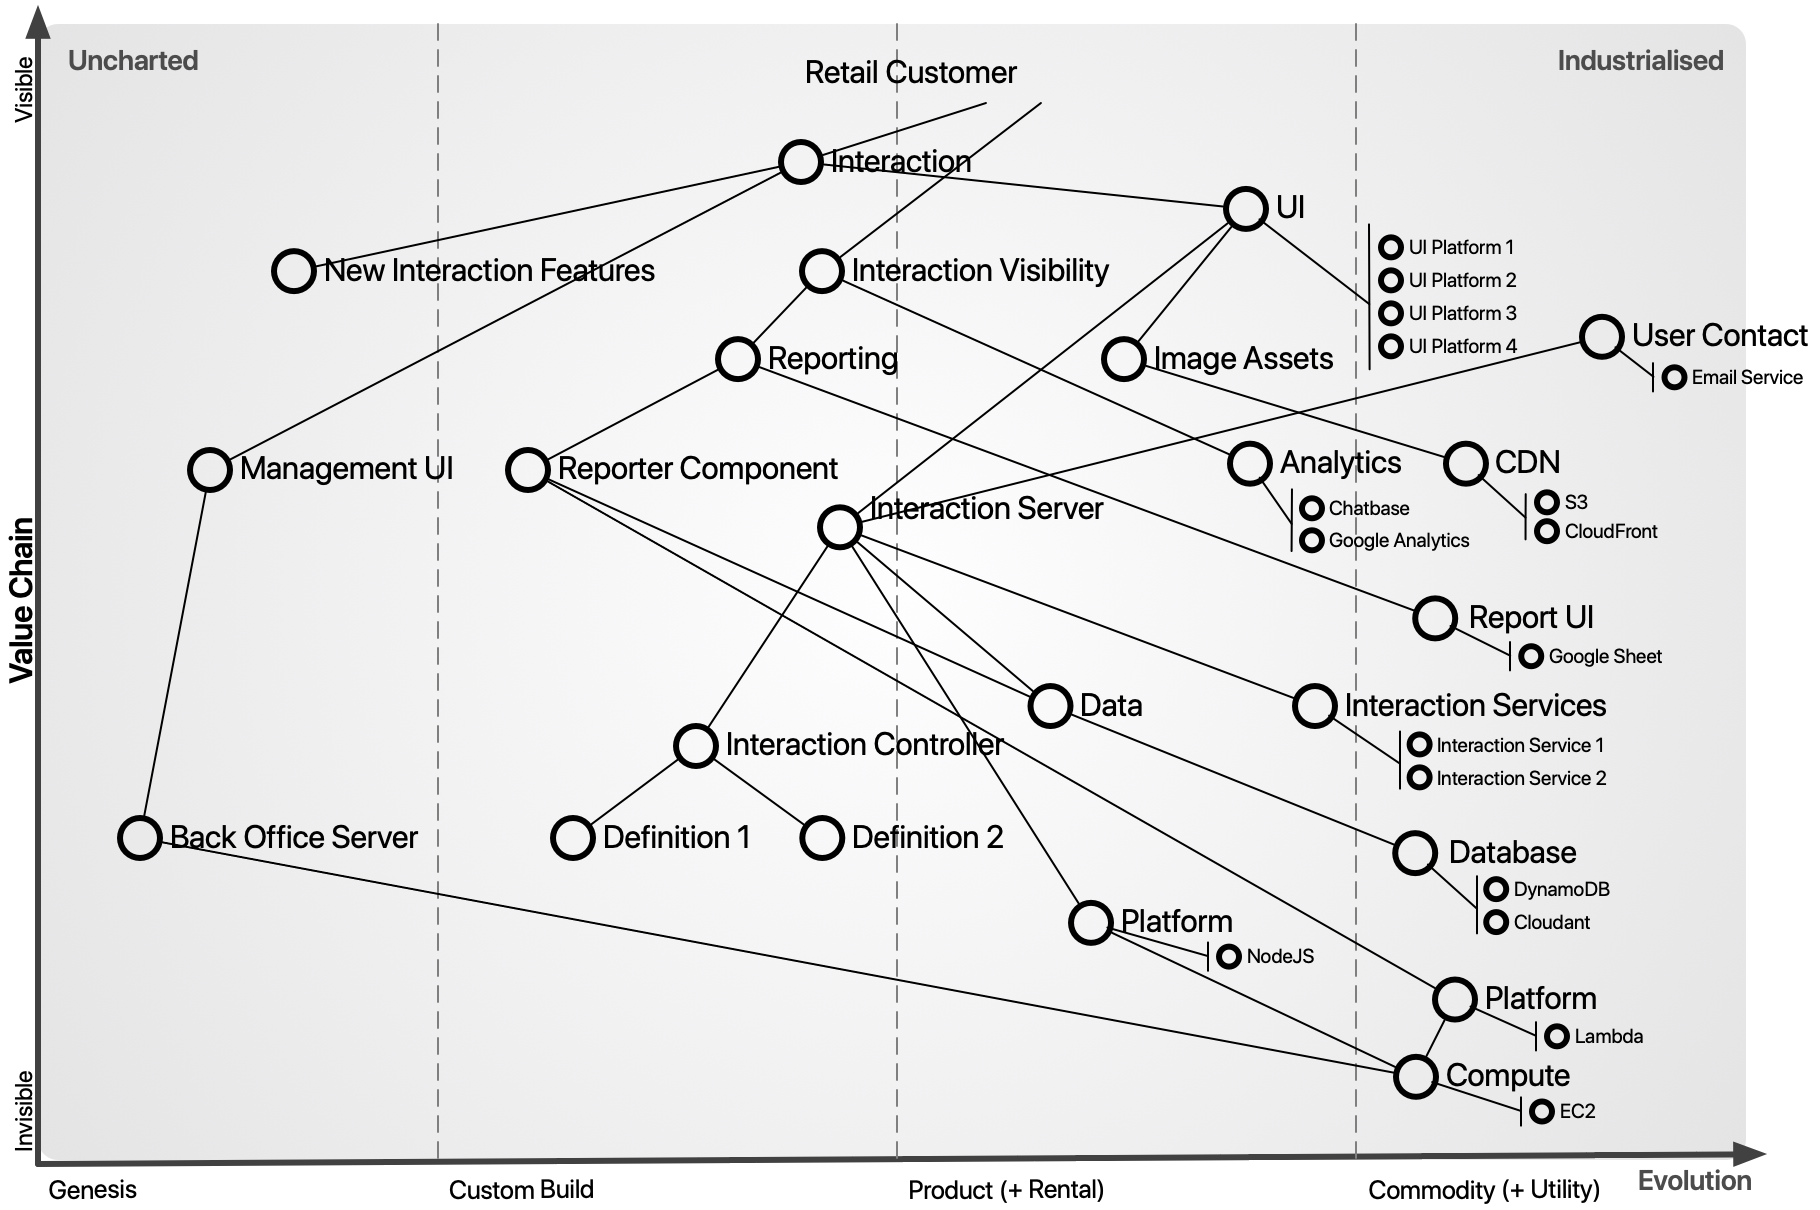 Uncharted
Industrialised
Visible
Retail Customer
Interaction
UI
New Interaction Features
Interaction Visibility
UI Platform 1
UI Platform 2
UI Platform 3
UI Platform 4
User Contact
Email Service
Reporting
Image Assets
Management UI
Reporter Component
Analytics
CDN
Interaction Server
Chatbase
Google Analytics
S3
CloudFront
Value Chain
Report UI
Google Sheet
Data
Interaction Services
Interaction Service 1
Interaction Service 2
Interaction Controller
Back Office Server
Definition 1
Definition 2
Database
DynamoDB
Cloudant
Platform
NodeJS
Platform
Lambda
Compute
EC2
Invisible
Genesis
Custom Build
Product (+ Rental)
Commodity (+ Utility)
Evolution